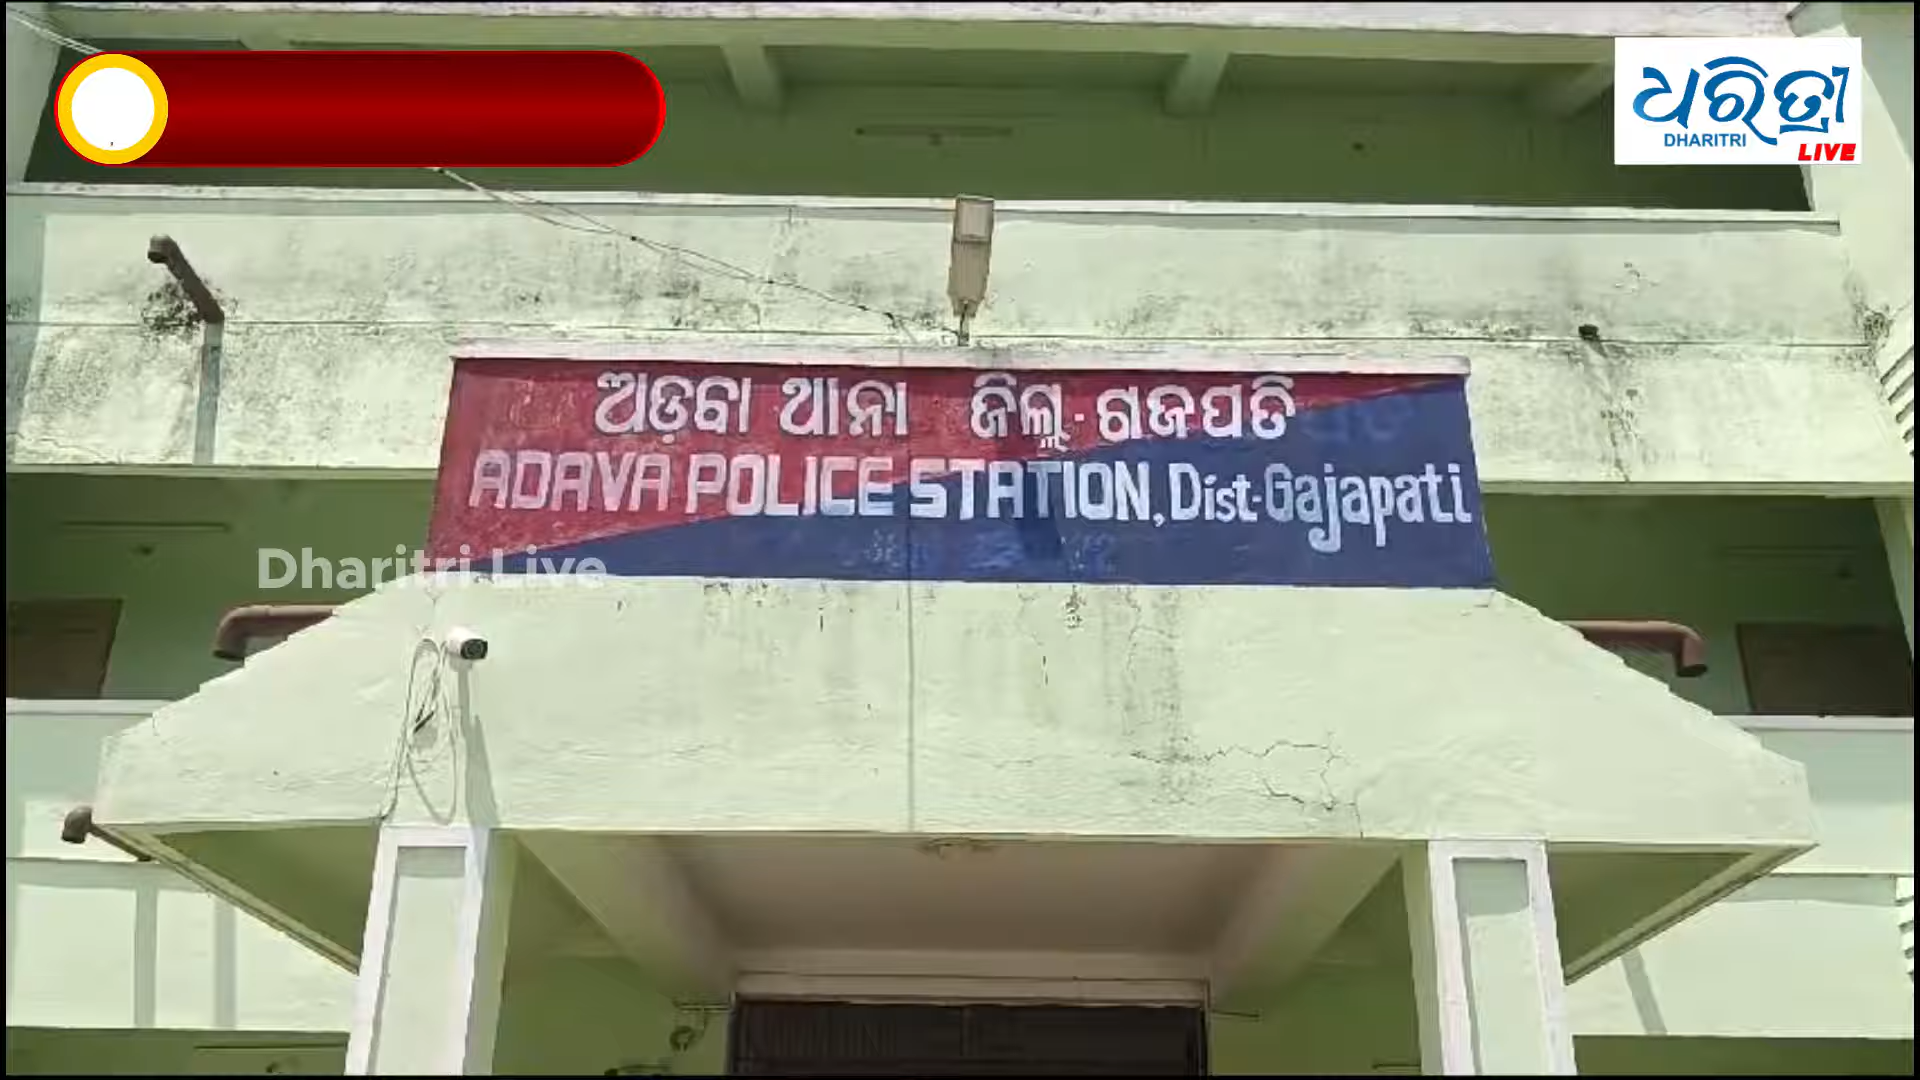 ଧରିତ୍ରୀ
DHARITRI
LIVE
ଅଡ଼ବା ଥାନା ଜିଲ୍ଲା-ଗଜପତି
ADAVA POLICE STATION, Dist-Gajapati
Dharitri Live